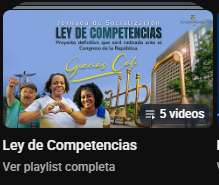 Jornada de Socialización
LEY DE COMPETENCIAS
Proyecto definitivo que será radicado ante el
Congreso de la República
Gracias Cali
5 videos
Ley de Competencias
Ver playlist completa